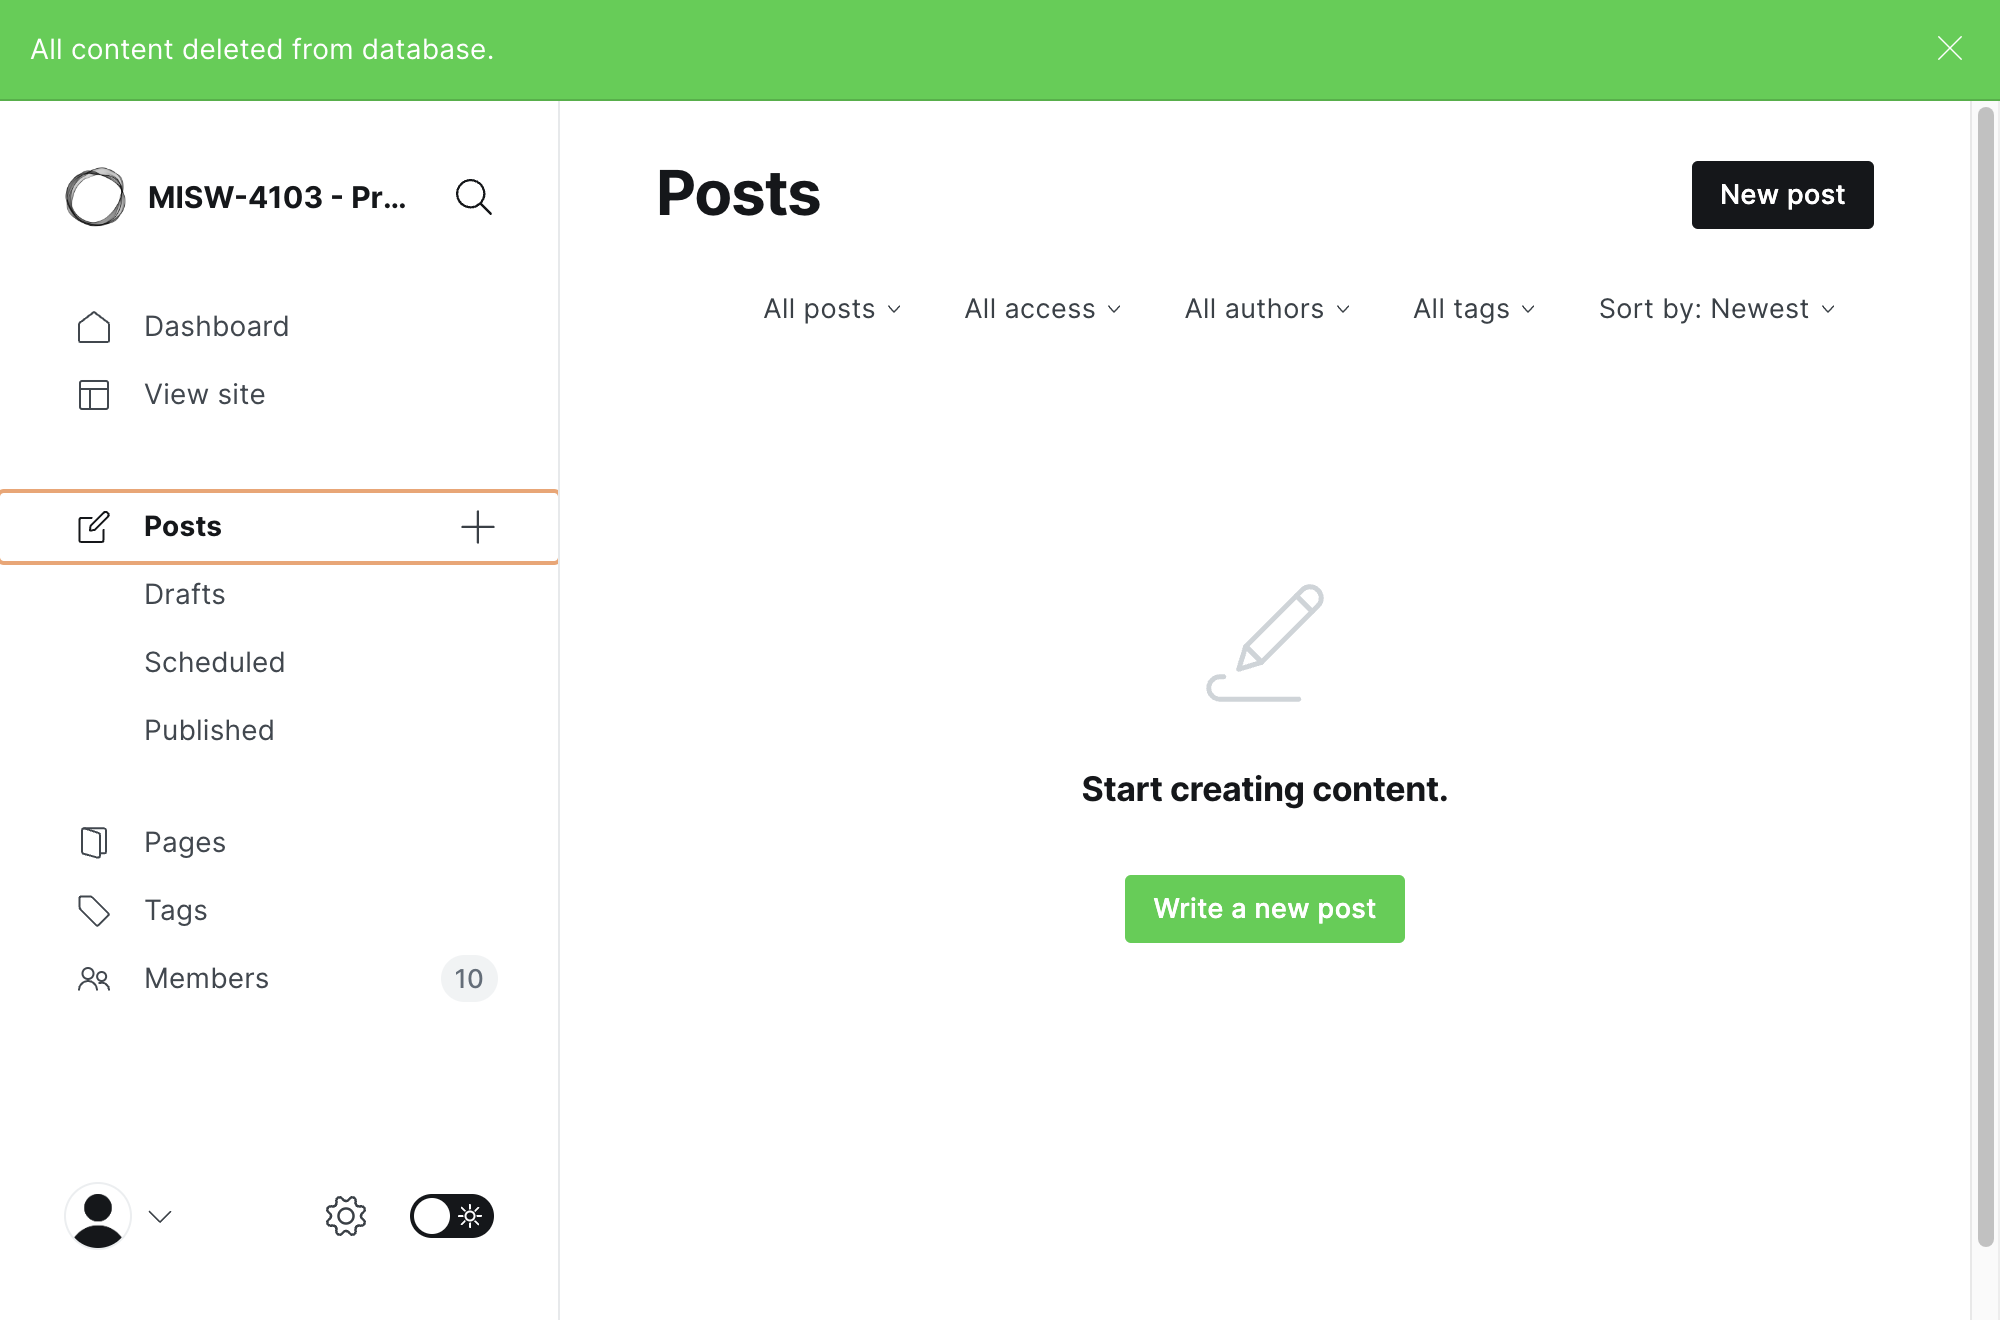 All content deleted from database.
MISW-4103 - Pr...
Dashboard
View site
Posts
Drafts
Scheduled
Published
Pages
Tags
Members 10
Posts
New post
All posts All access All authors All tags Sort by: Newest
Start creating content.
Write a new post